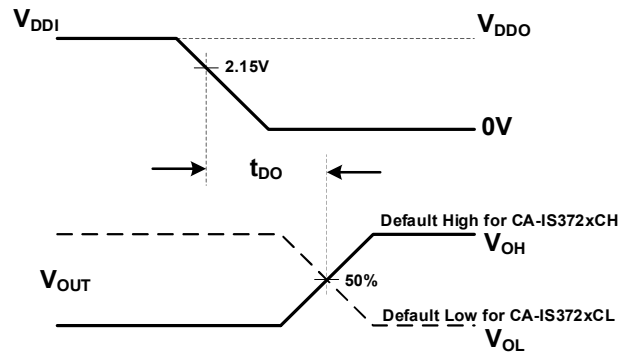 VDDI
VDDO
2.15V
0V
tDO
Default High for CA-IS372xCH
VOH
VOUT
50%
Default Low for CA-IS372xCL
VOL